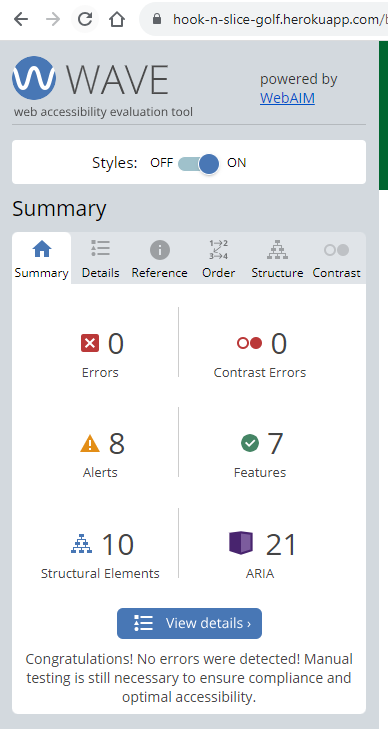 hook-n-slice-golf.herokuapp.com/
WAVE
web accessibility evaluation tool
powered by
WebAIM
Styles: OFF ON
Summary
Summary Details Reference Order Structure Contrast
0
Errors
0
Contrast Errors
8
Alerts
7
Features
10
Structural Elements
21
ARIA
View details ›
Congratulations! No errors were detected! Manual
testing is still necessary to ensure compliance and
optimal accessibility.